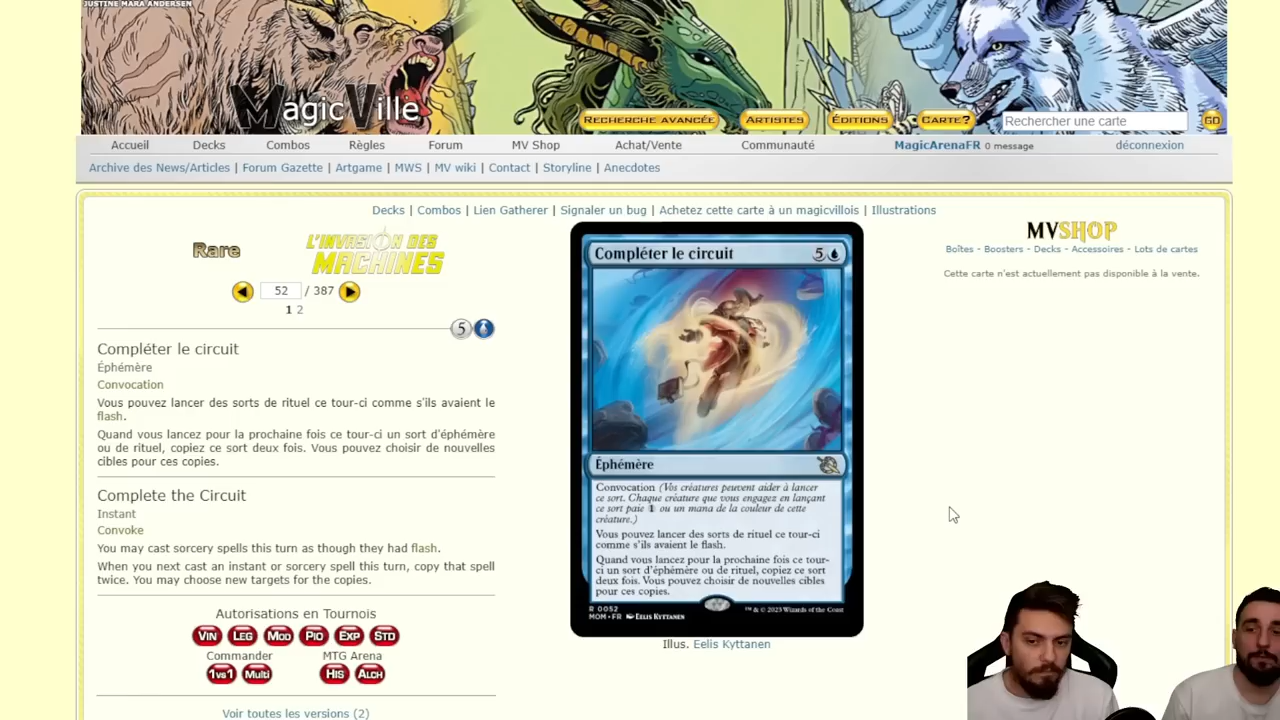 JUSTINE MARA ANDERSEN
MagicVille
RECHERCHE AVANCÉE
ARTISTES
ÉDITIONS
CARTE?
Rechercher une carte
GO
Accueil Decks Combos Règles Forum MV Shop Achat/Vente Communauté MagicArenaFR 0 message déconnexion
Archive des News/Articles | Forum Gazette | Artgame | MWS | MV wiki | Contact | Storyline | Anecdotes
Decks | Combos | Lien Gatherer | Signaler un bug | Achetez cette carte à un magicvillois | Illustrations
Rare
L'INVASION DES
MACHINES
52 / 387
1 2
5
Compléter le circuit
Éphémère
Convocation
Vous pouvez lancer des sorts de rituel ce tour-ci comme s'ils avaient le
flash.
Quand vous lancez pour la prochaine fois ce tour-ci un sort d'éphémère
ou de rituel, copiez ce sort deux fois. Vous pouvez choisir de nouvelles
cibles pour ces copies.
Complete the Circuit
Instant
Convoke
You may cast sorcery spells this turn as though they had flash.
When you next cast an instant or sorcery spell this turn, copy that spell
twice. You may choose new targets for the copies.
Autorisations en Tournois
VIN LEG MOD PIO EXP STD
Commander MTG Arena
1vs1 Multi HIS ALCH
Voir toutes les versions (2)
Compléter le circuit 5
Éphémère
Convocation (Vos créatures peuvent aider à lancer
ce sort. Chaque créature que vous engagez en lançant
ce sort paie 1 ou un mana de la couleur de cette
créature.)
Vous pouvez lancer des sorts de rituel ce tour-ci
comme s'ils avaient le flash.
Quand vous lancez pour la prochaine fois ce tour-
ci un sort d'éphémère ou de rituel, copiez ce sort
deux fois. Vous pouvez choisir de nouvelles cibles
pour ces copies.
R 0052
MOM • FR EELIS KYTTANEN
™ & © 2023 Wizards of the Coast
Illus. Eelis Kyttanen
MVSHOP
Boîtes - Boosters - Decks - Accessoires - Lots de cartes
Cette carte n'est actuellement pas disponible à la vente.